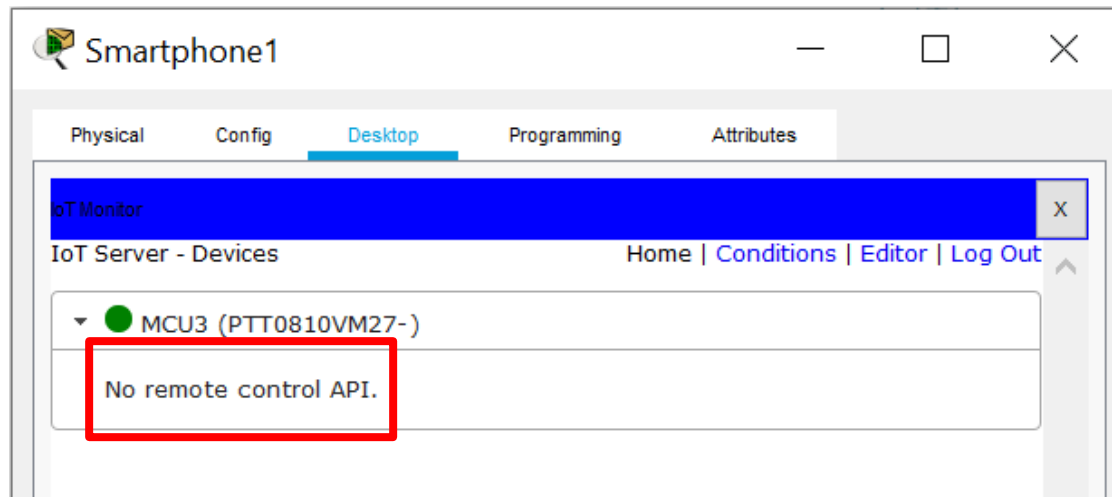 Smartphone1
Physical Config Desktop Programming Attributes
IoT Monitor X
IoT Server - Devices Home | Conditions | Editor | Log Out
MCU3 (PTT0810VM27-)
No remote control API.